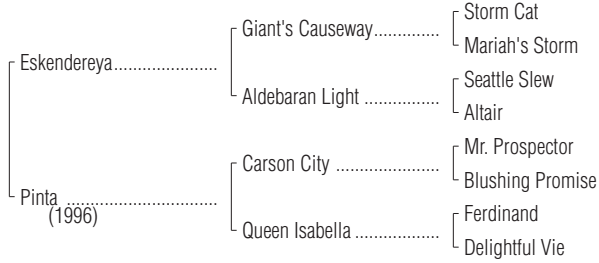 Storm Cat
Giant's Causeway..............
Mariah's Storm
Eskendereya.....................
Seattle Slew
Aldebaran Light ................
Altair
Mr. Prospector
Carson City .....................
Blushing Promise
Pinta ..............................
(1996)
Ferdinand
Queen Isabella .................
Delightful Vie